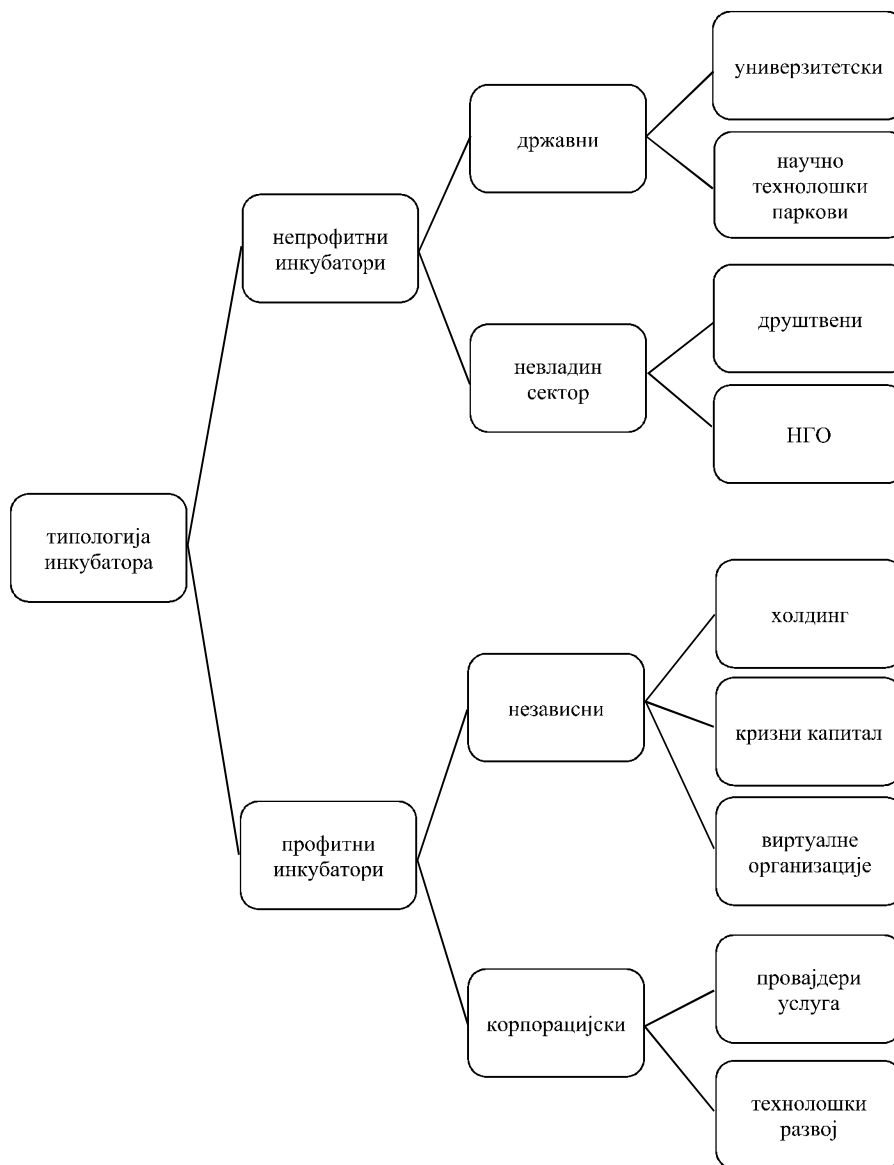 универзитетски
државни
научно
технолошки
паркови
непрофитни
инкубатори
друштвени
невладин
сектор
НГО
типологија
инкубатора
холдинг
независни
кризни капитал
виртуалне
организације
профитни
инкубатори
провајдери
услуга
корпорацијски
технолошки
развој